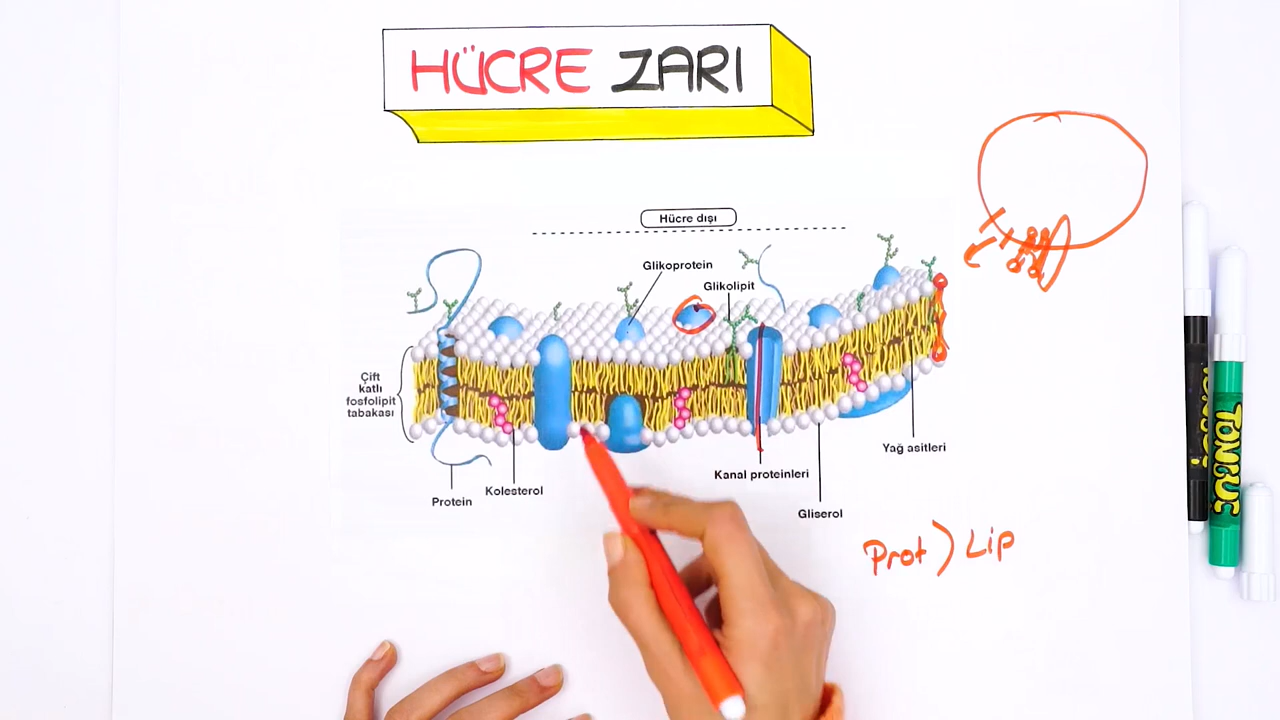 HÜCRE ZARI
Hücre dışı
Glikoprotein
Glikolipit
Çift
katlı
fosfolipit
tabakası
Yağ asitleri
Kanal proteinleri
Kolesterol
Protein
Gliserol
Prot > Lip
TONGUE